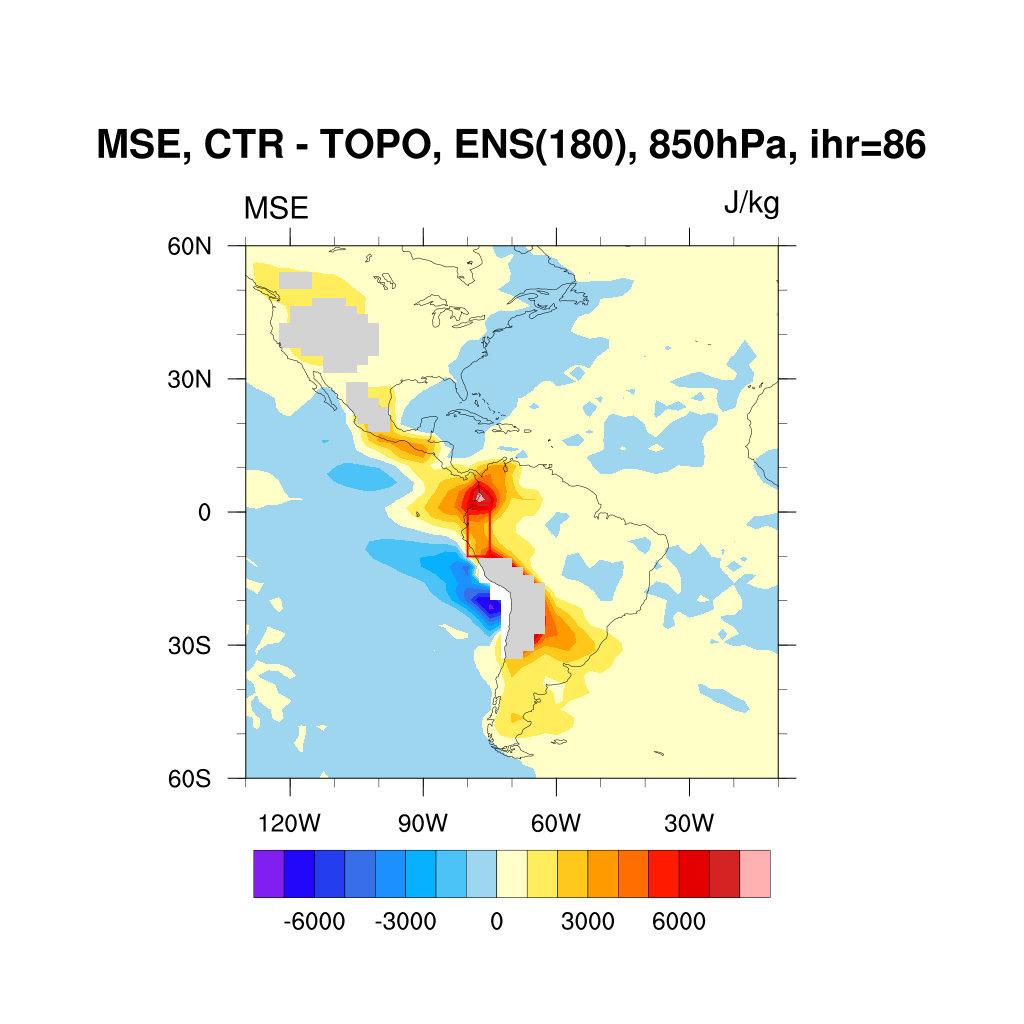 MSE, CTR - TOPO, ENS(180), 850hPa, ihr=86
MSE J/kg
60N
30N
0
30S
60S
120W 90W 60W 30W
-6000 -3000 0 3000 6000